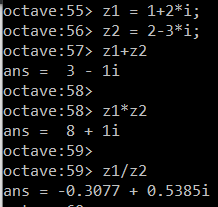 octave:55> z1 = 1+2*i;
octave:56> z2 = 2-3*i;
octave:57> z1+z2
ans =  3 - 1i
octave:58>
octave:58> z1*z2
ans =  8 + 1i
octave:59>
octave:59> z1/z2
ans = -0.3077 + 0.5385i